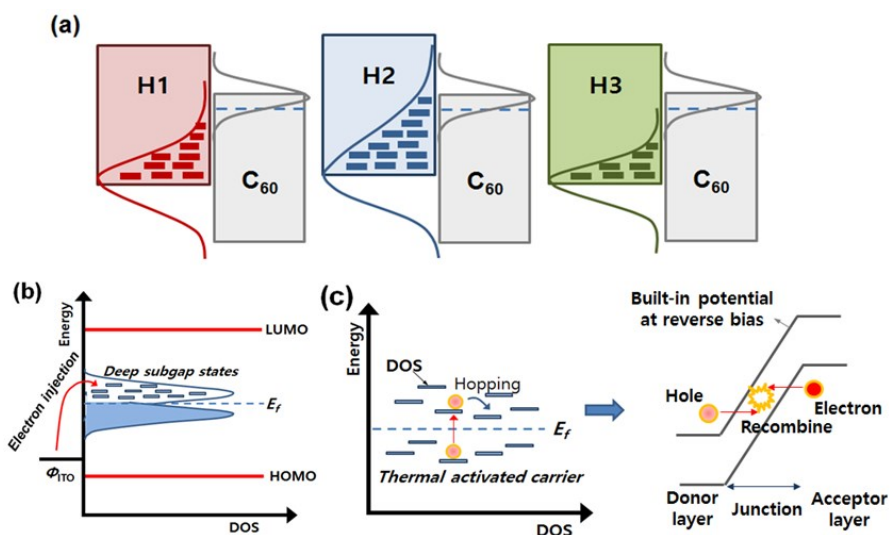 (a)
H1
H2
H3
C60
C60
C60
(b)
Energy
LUMO
Deep subgap states
Electron injection
Ef
ΦITO
HOMO
DOS
(c)
Energy
DOS
Hopping
Ef
Thermal activated carrier
DOS
Built-in potential
at reverse bias
Hole
Electron
Recombine
Donor
layer
Junction
Acceptor
layer